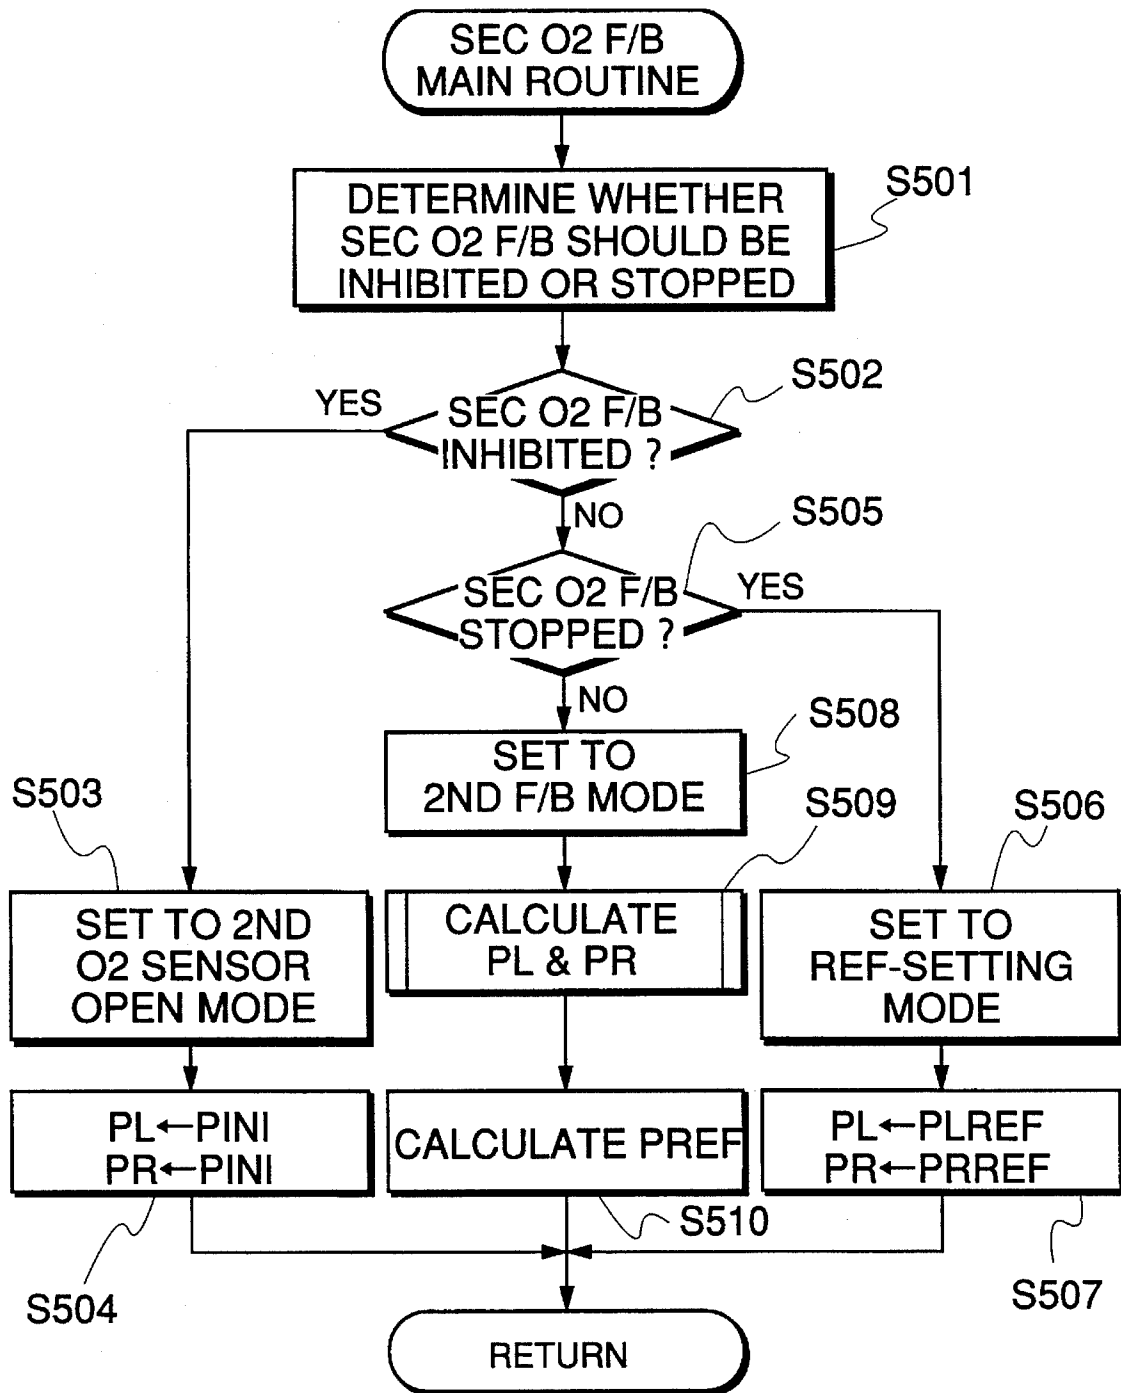 SEC O2 F/B
MAIN ROUTINE
S501
DETERMINE WHETHER
SEC O2 F/B SHOULD BE
INHIBITED OR STOPPED
S502
YES
SEC O2 F/B
INHIBITED ?
NO
S505
SEC O2 F/B
STOPPED ?
YES
NO
S508
SET TO
2ND F/B MODE
S503
S509
S506
SET TO 2ND
O2 SENSOR
OPEN MODE
CALCULATE
PL & PR
SET TO
REF-SETTING
MODE
PL←PINI
PR←PINI
CALCULATE PREF
PL←PLREF
PR←PRREF
S510
S504
S507
RETURN